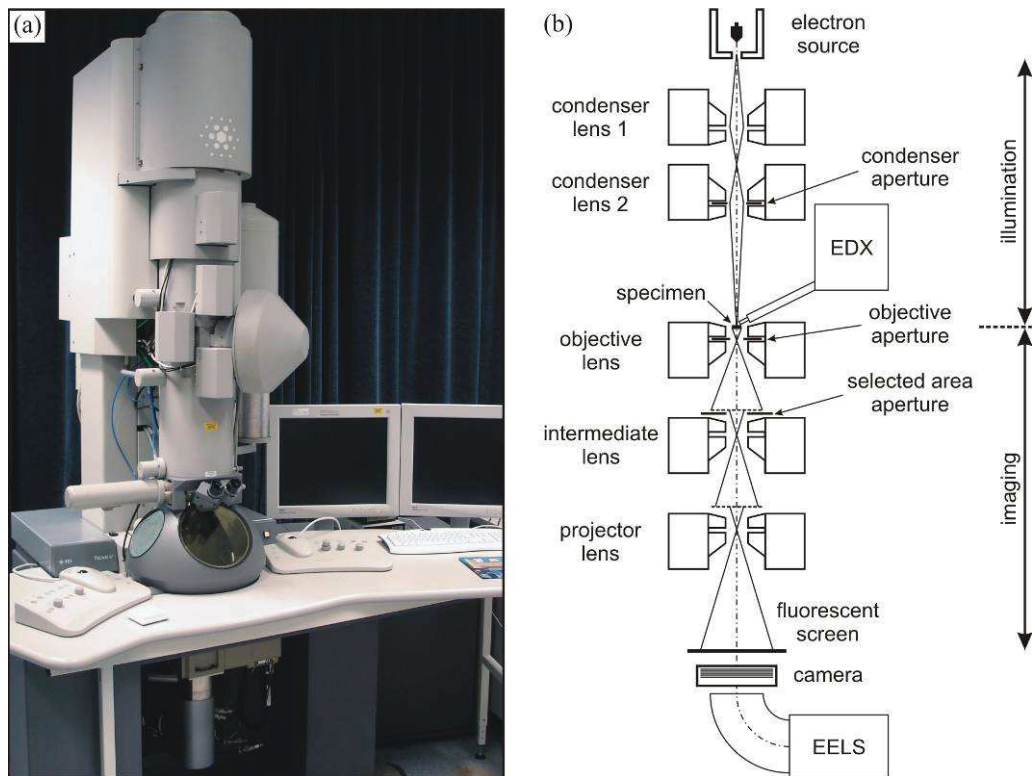 (a)
(b)
electron
source
condenser
lens 1
condenser
aperture
condenser
lens 2
illumination
EDX
specimen
objective
aperture
objective
lens
selected area
aperture
intermediate
lens
imaging
projector
lens
fluorescent
screen
camera
EELS